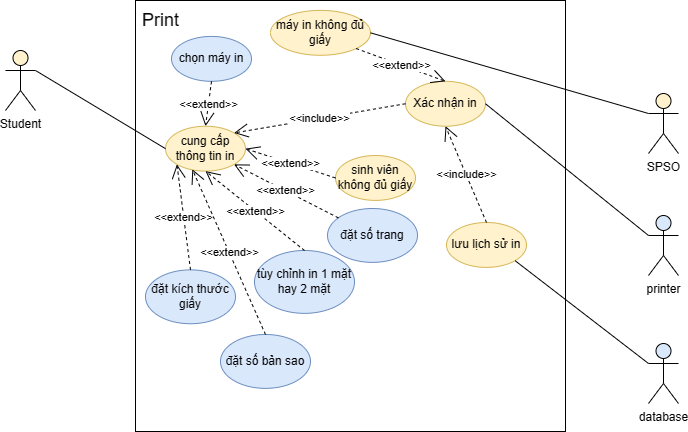 Print
máy in không đủ
giấy
chọn máy in
<<extend>>
<<extend>>
Xác nhận in
<<include>>
Student
cung cấp
thông tin in
<<extend>>
sinh viên
không đủ giấy
SPSO
<<include>>
<<extend>>
<<extend>>
<<extend>>
đặt số trang
lưu lịch sử in
<<extend>>
tùy chỉnh in 1 mặt
hay 2 mặt
đặt kích thước
giấy
printer
đặt số bản sao
database